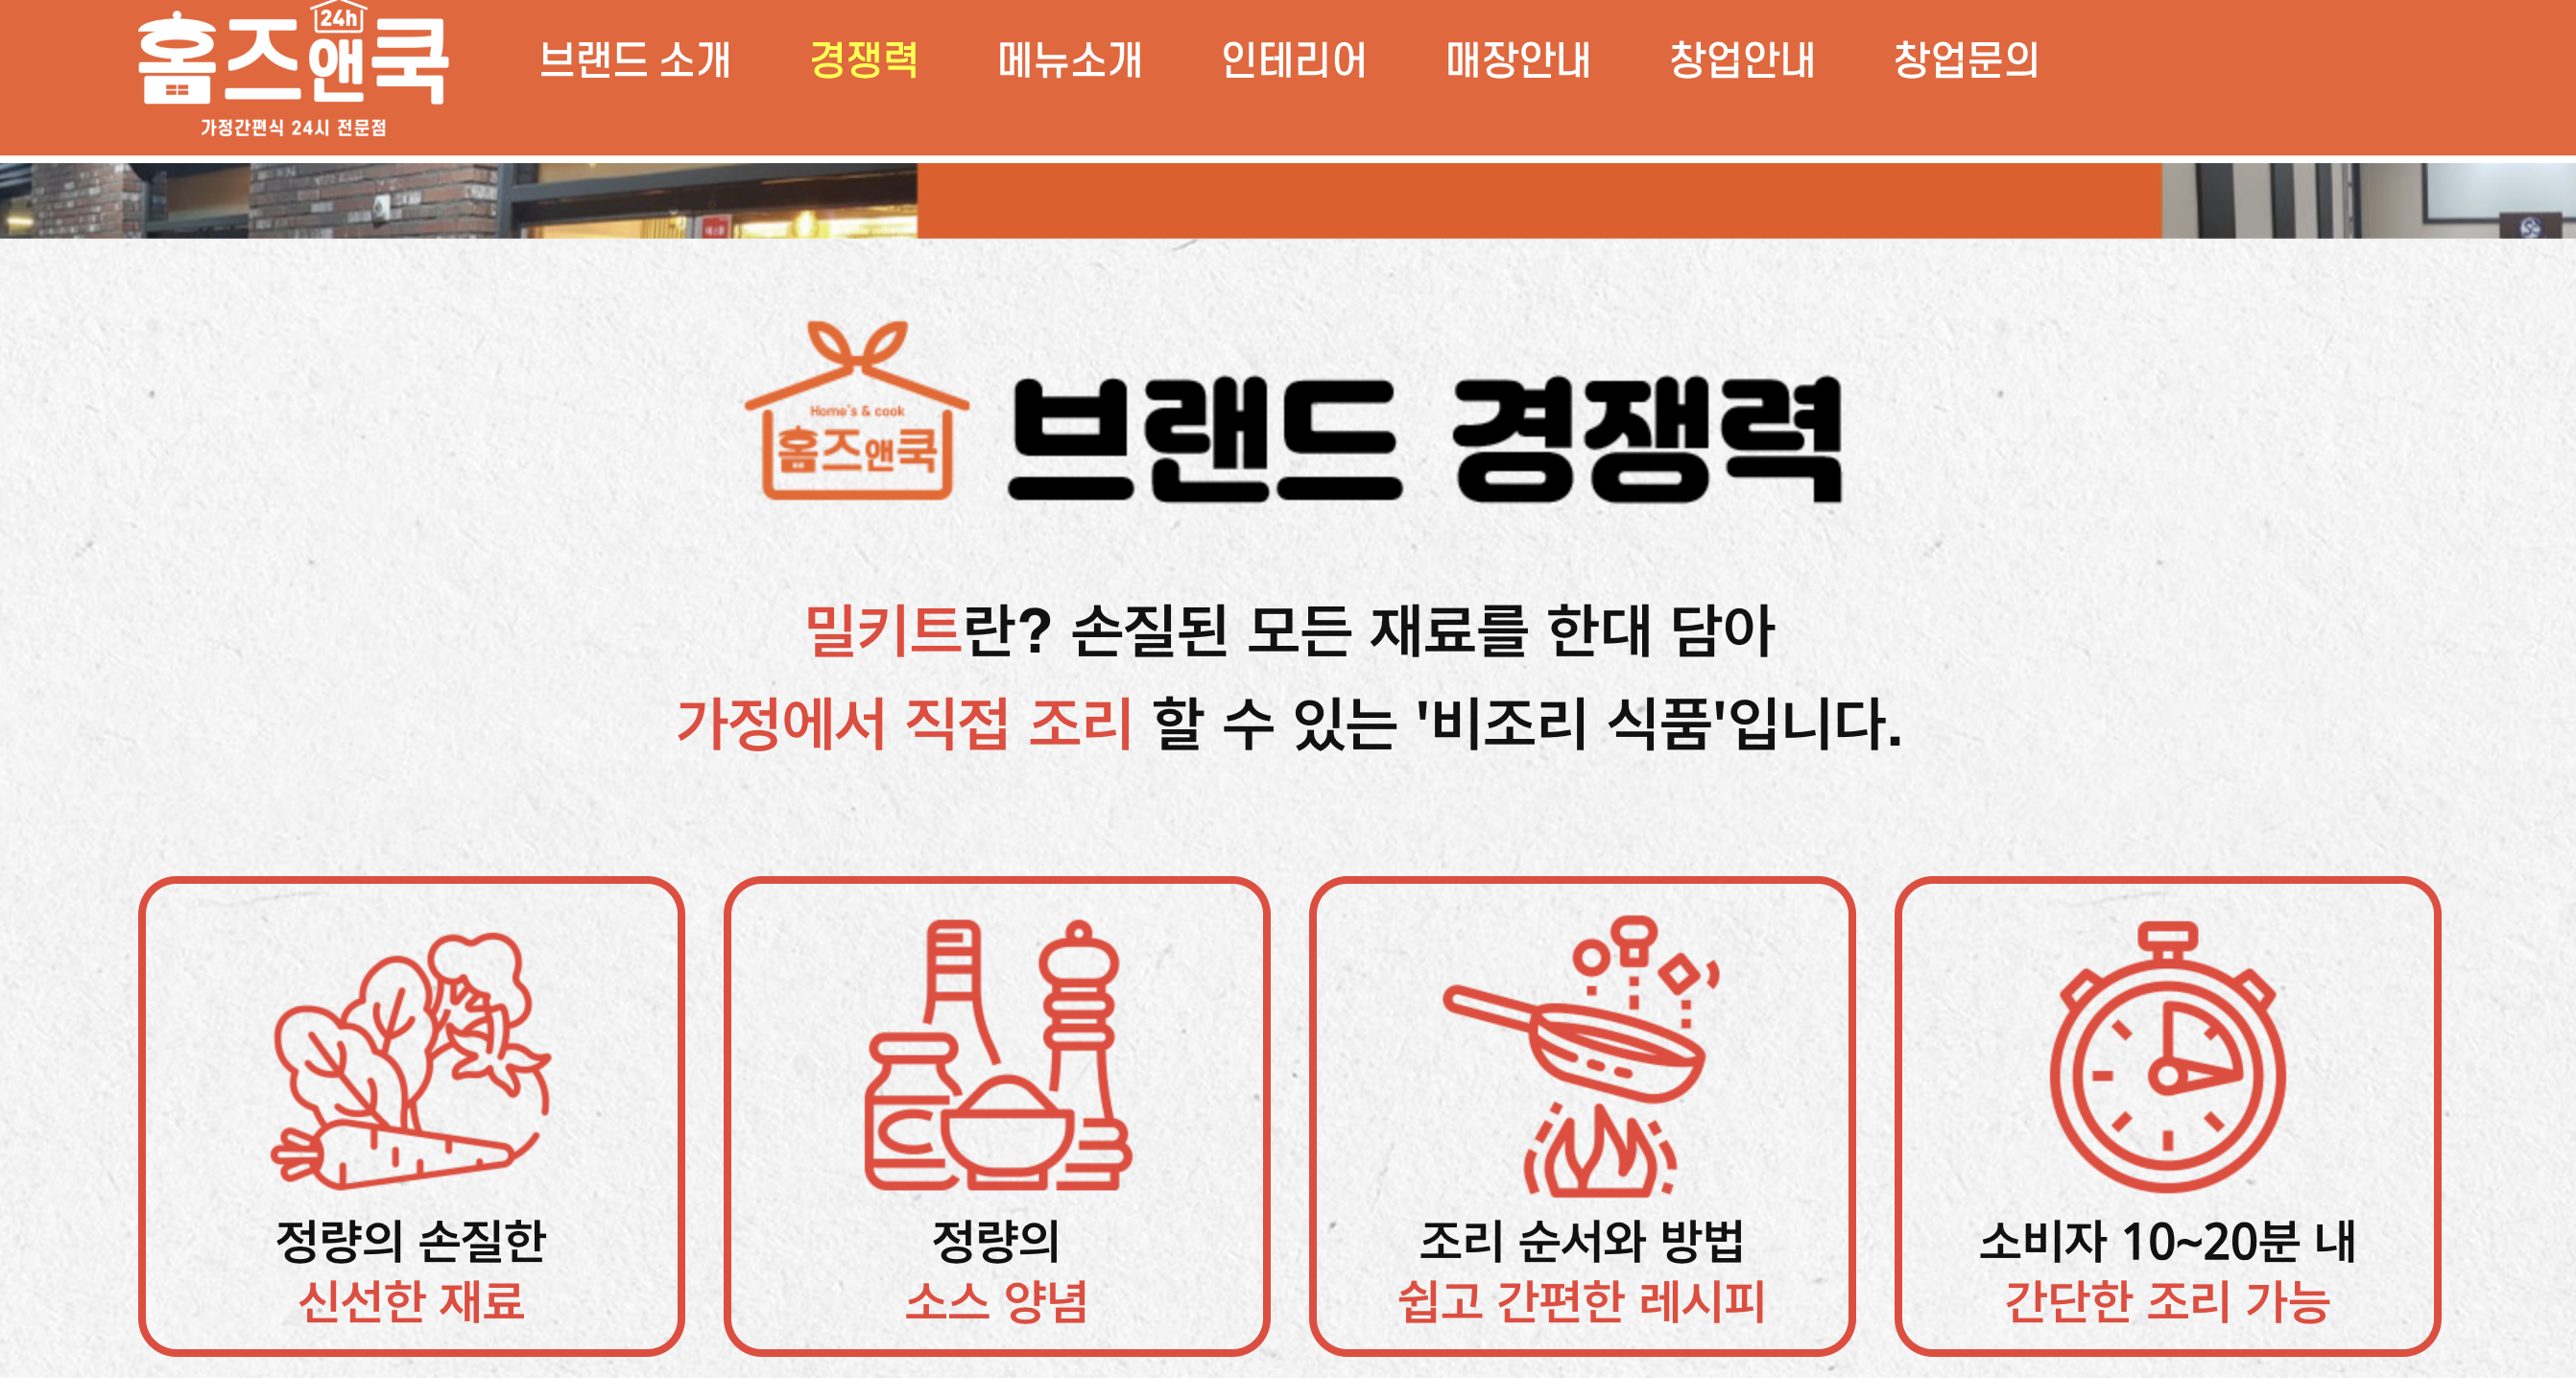 24h
홈즈앤쿡
가정간편식 24시 전문점
브랜드 소개
경쟁력
메뉴소개
인테리어
매장안내
창업안내
창업문의
Home's & cook
홈즈앤쿡
브랜드 경쟁력
밀키트란? 손질된 모든 재료를 한대 담아
가정에서 직접 조리 할 수 있는 '비조리 식품'입니다.
정량의 손질한
신선한 재료
정량의
소스 양념
조리 순서와 방법
쉽고 간편한 레시피
소비자 10~20분 내
간단한 조리 가능